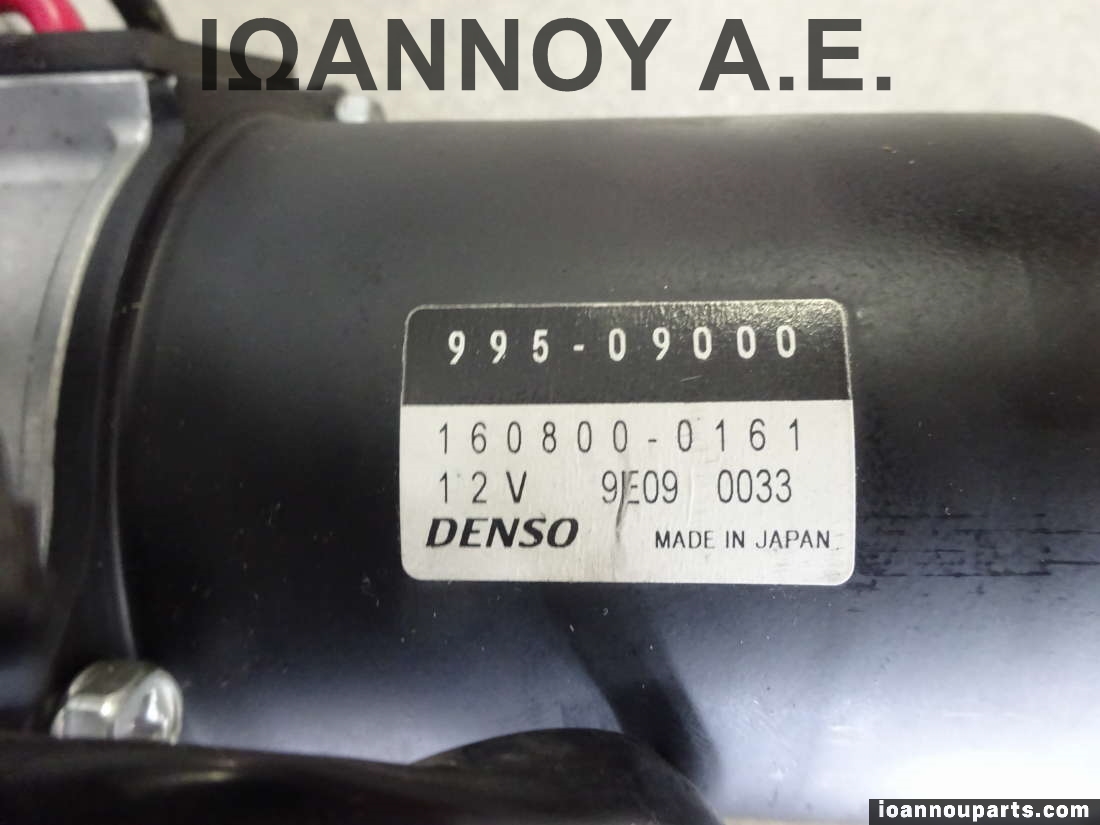 ΙΩΑΝΝΟΥ Α.Ε.
995-09000
160800-0161
12V 9E09 0033
DENSO MADE IN JAPAN
ioannouparts.com